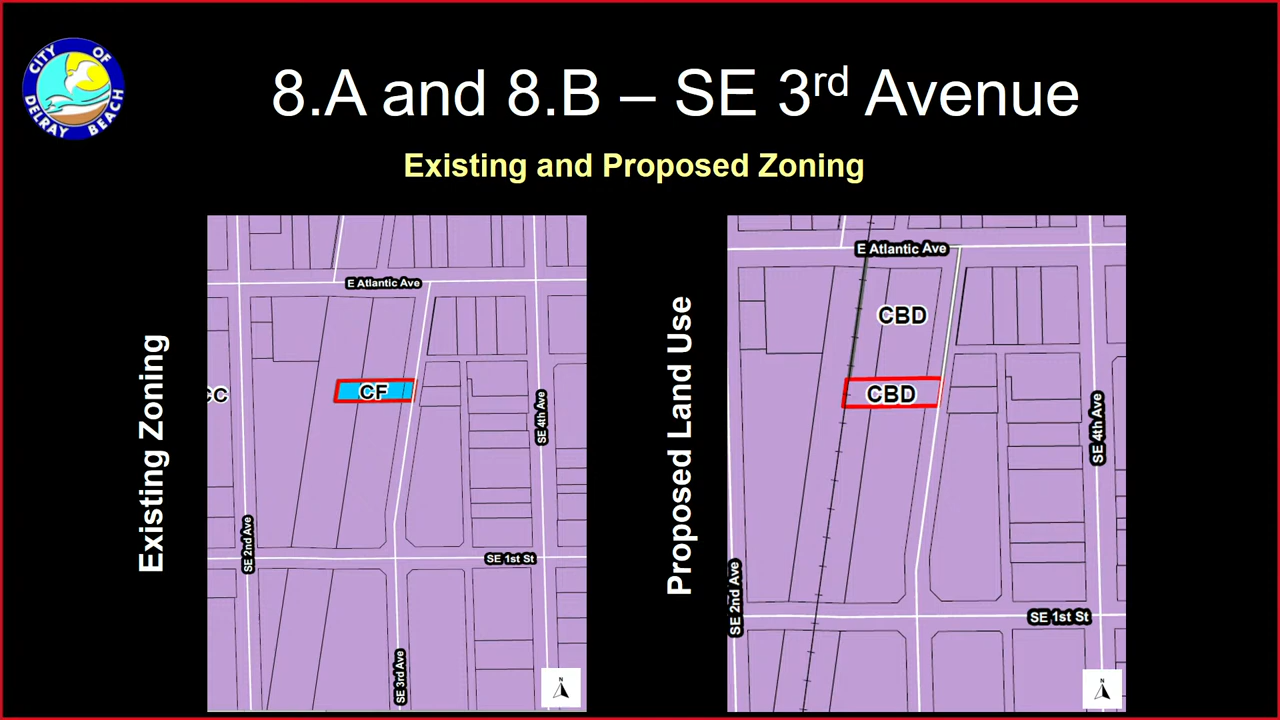 CITY OF
DELRAY BEACH
8.A and 8.B – SE 3rd Avenue
Existing and Proposed Zoning
Existing Zoning
E Atlantic Ave
CC
CF
SE 4th Ave
SE 2nd Ave
SE 1st St
SE 3rd Ave
N
Proposed Land Use
E Atlantic Ave
CBD
CBD
SE 4th Ave
SE 2nd Ave
SE 1st St
N